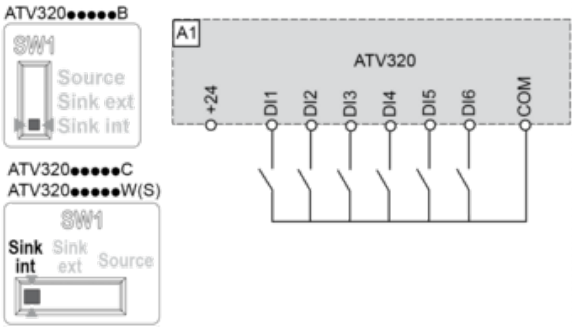 ATV320●●●●●B
SW1
Source
Sink ext
Sink int
ATV320●●●●●C
ATV320●●●●●W(S)
SW1
Sink int
Sink ext
Source
A1
ATV320
+24
DI1
DI2
DI3
DI4
DI5
DI6
COM